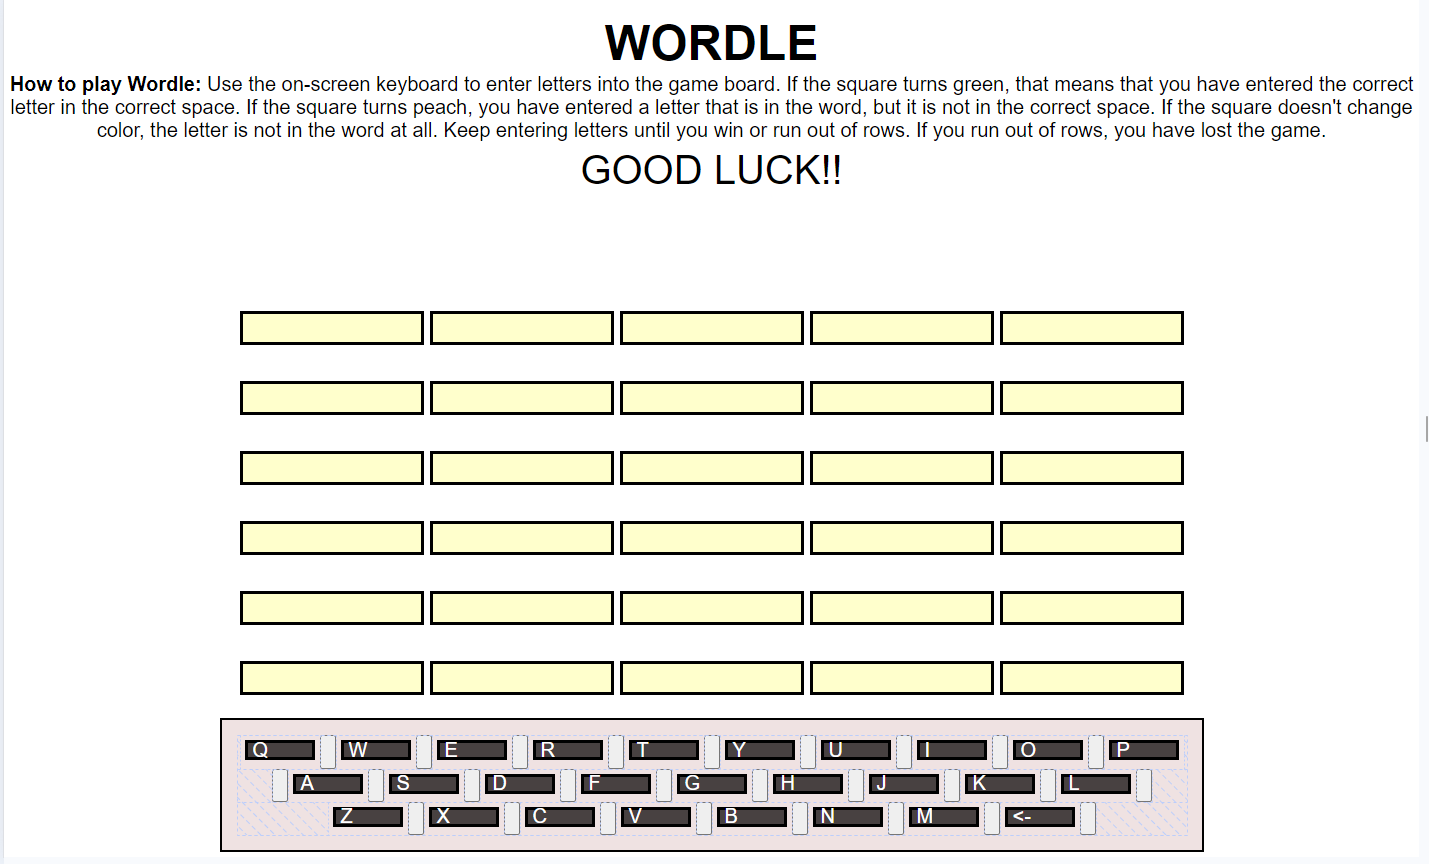 WORDLE
How to play Wordle: Use the on-screen keyboard to enter letters into the game board. If the square turns green, that means that you have entered the correct
letter in the correct space. If the square turns peach, you have entered a letter that is in the word, but it is not in the correct space. If the square doesn't change
color, the letter is not in the word at all. Keep entering letters until you win or run out of rows. If you run out of rows, you have lost the game.
GOOD LUCK!!
Q W E R T Y U I O P
A S D F G H J K L
Z X C V B N M <-